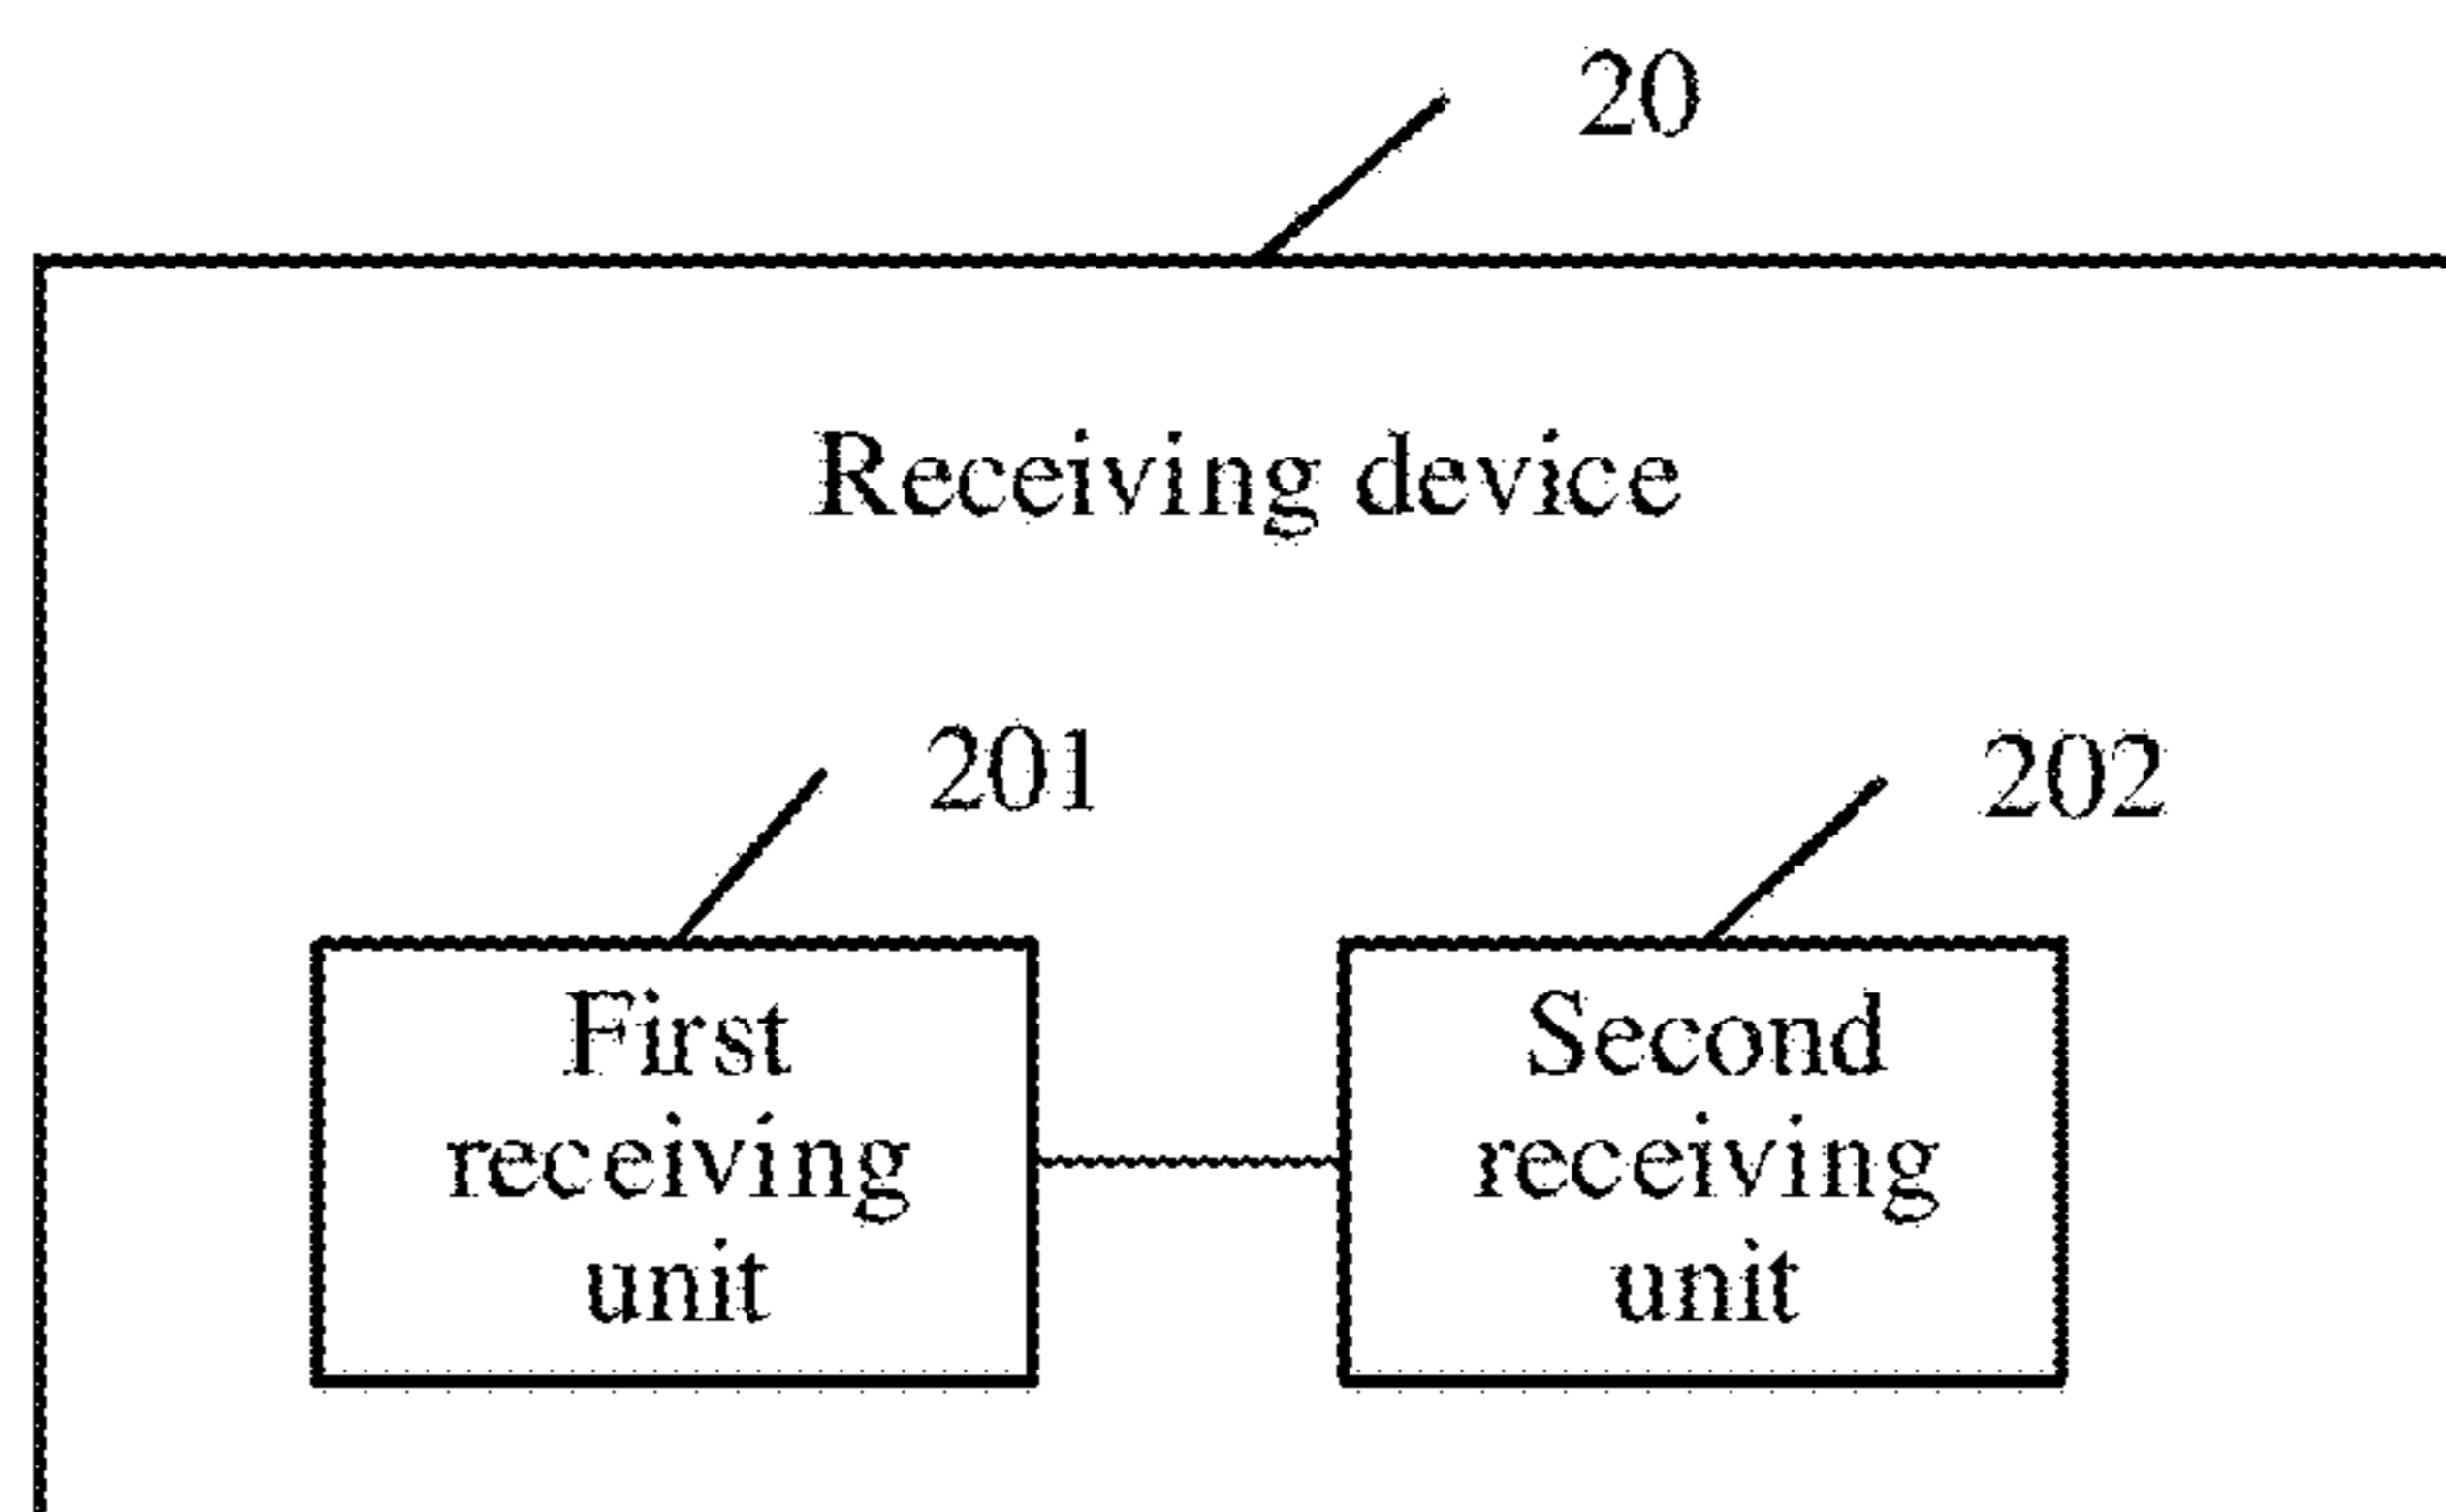 20
Receiving device
201
202
First
receiving
unit
Second
receiving
unit